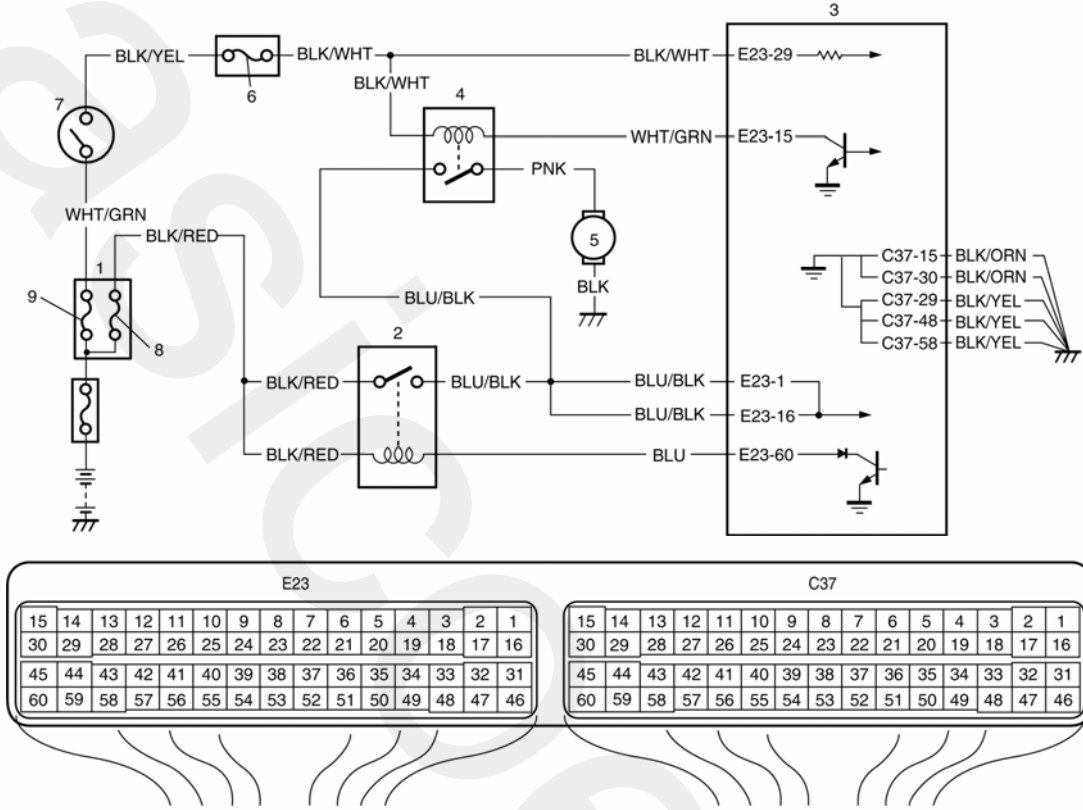 3
BLK/YEL
BLK/WHT
BLK/WHT
E23-29
6
BLK/WHT
7
4
WHT/GRN
E23-15
PNK
WHT/GRN
BLK/RED
5
1
BLK
C37-15
BLK/ORN
C37-30
BLK/ORN
9
BLU/BLK
C37-29
BLK/YEL
C37-48
BLK/YEL
8
2
C37-58
BLK/YEL
BLK/RED
BLU/BLK
BLU/BLK
E23-1
BLU/BLK
E23-16
BLK/RED
BLU
E23-60
E23
C37
15 14 13 12 11 10 9 8 7 6 5 4 3 2 1
15 14 13 12 11 10 9 8 7 6 5 4 3 2 1
30 29 28 27 26 25 24 23 22 21 20 19 18 17 16
30 29 28 27 26 25 24 23 22 21 20 19 18 17 16
45 44 43 42 41 40 39 38 37 36 35 34 33 32 31
45 44 43 42 41 40 39 38 37 36 35 34 33 32 31
60 59 58 57 56 55 54 53 52 51 50 49 48 47 46
60 59 58 57 56 55 54 53 52 51 50 49 48 47 46